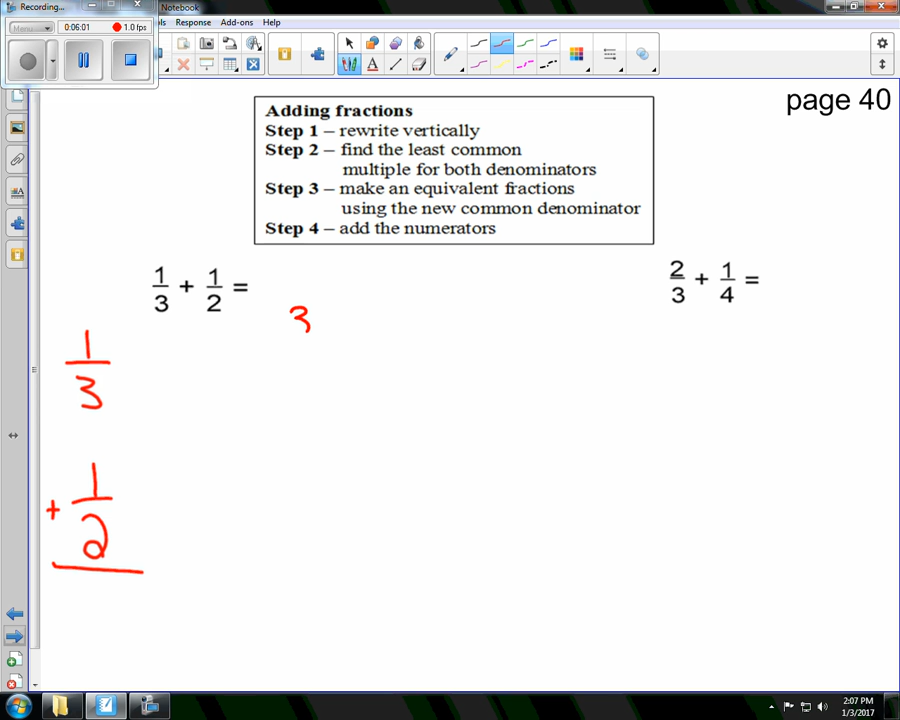 Recording...
Notebook
Menu
0:06:01
1.0 fps
ols Response Add-ons Help
page 40
Adding fractions
Step 1 – rewrite vertically
Step 2 – find the least common
multiple for both denominators
Step 3 – make an equivalent fractions
using the new common denominator
Step 4 – add the numerators
1/3 + 1/2 =
2/3 + 1/4 =
3
1
3
+ 1
2
2:07 PM
1/3/2017